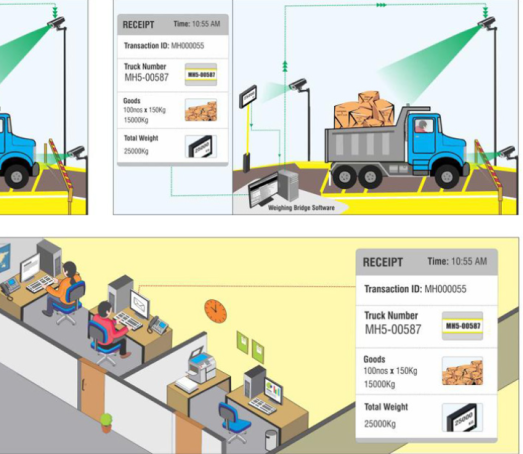 RECEIPT Time: 10:55 AM
Transaction ID: MH000055
Truck Number
MH5-00587 MH5-00587
Goods
100nos x 150Kg
15000Kg
Total Weight
25000Kg
Weighing Bridge Software
RECEIPT Time: 10:55 AM
Transaction ID: MH000055
Truck Number
MH5-00587 MH5-00587
Goods
100nos x 150Kg
15000Kg
Total Weight
25000Kg 25000